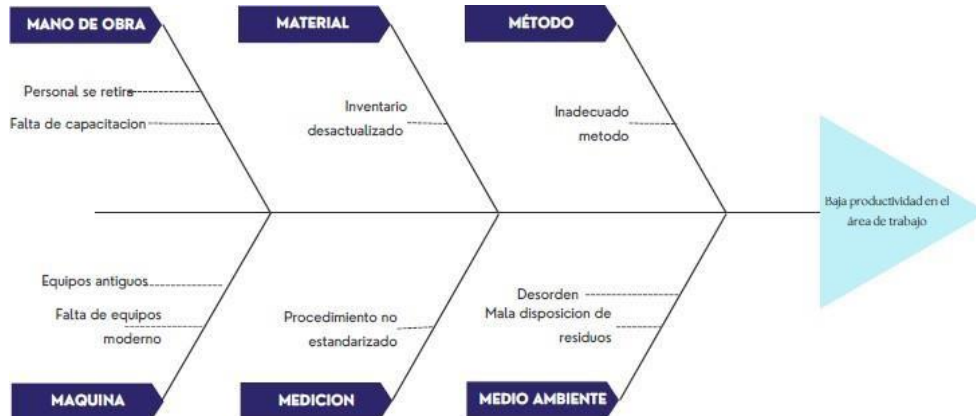 MANO DE OBRA
MATERIAL
MÉTODO
Personal se retira
Falta de capacitacion
Inventario
desactualizado
Inadecuado
metodo
Baja productividad en el
área de trabajo
Equipos antiguos
Falta de equipos
moderno
Procedimiento no
estandarizado
Desorden
Mala disposicion de
residuos
MAQUINA
MEDICION
MEDIO AMBIENTE